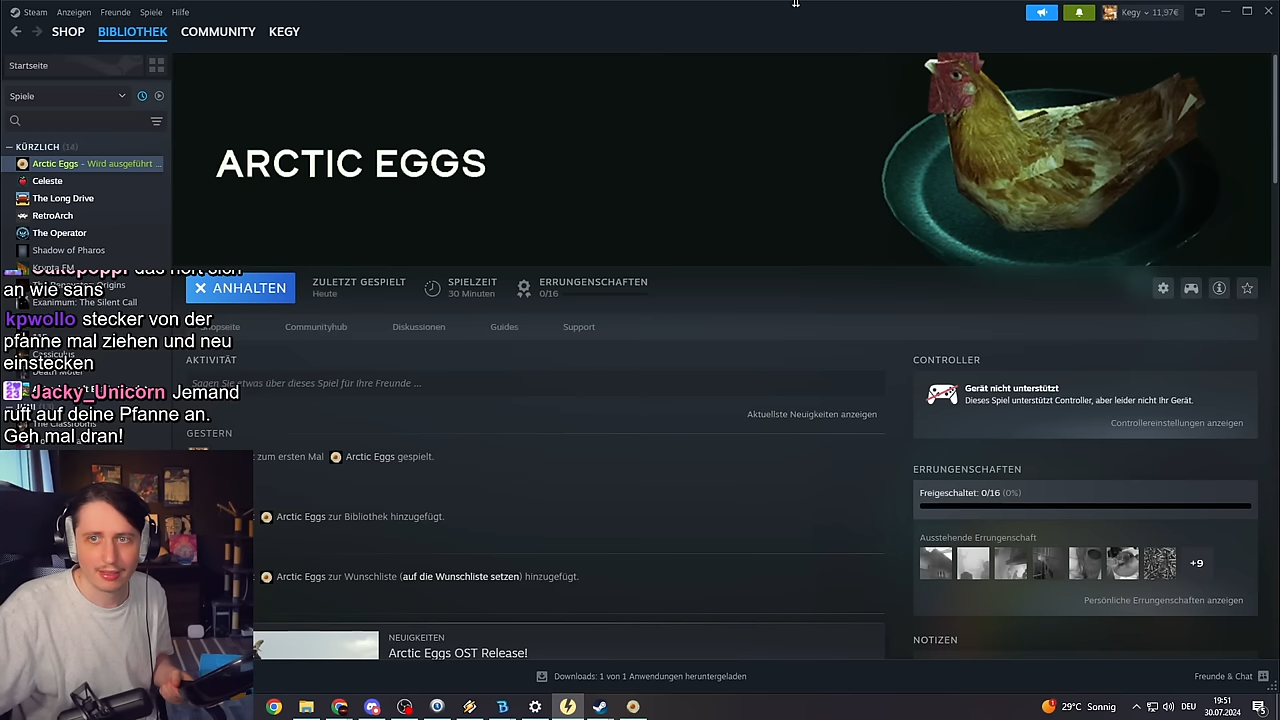 Steam Anzeigen Freunde Spiele Hilfe
Kegy 11,97€
SHOP BIBLIOTHEK COMMUNITY KEGY
Startseite
Spiele
KÜRZLICH (14)
Arctic Eggs - Wird ausgeführt ...
Celeste
The Long Drive
RetroArch
The Operator
Shadow of Pharos
an wie sans
Exanimum: The Silent Call
kpwollo stecker von der
pfanne mal ziehen und neu
einstecken
Jacky_Unicorn Jemand
ruft auf deine Pfanne an.
Geh mal dran!
ARCTIC EGGS
ANHALTEN
ZULETZT GESPIELT
Heute
SPIELZEIT
30 Minuten
ERRUNGENSCHAFTEN
0/16
Communityhub Diskussionen Guides Support
AKTIVITÄT
Sagen Sie etwas über dieses Spiel für Ihre Freunde ...
Aktuellste Neuigkeiten anzeigen
GESTERN
zum ersten Mal Arctic Eggs gespielt.
Arctic Eggs zur Bibliothek hinzugefügt.
Arctic Eggs zur Wunschliste (auf die Wunschliste setzen) hinzugefügt.
NEUIGKEITEN
Arctic Eggs OST Release!
CONTROLLER
Gerät nicht unterstützt
Dieses Spiel unterstützt Controller, aber leider nicht Ihr Gerät.
Controllereinstellungen anzeigen
ERRUNGENSCHAFTEN
Freigeschaltet: 0/16 (0%)
Ausstehende Errungenschaft
+9
Persönliche Errungenschaften anzeigen
NOTIZEN
Downloads: 1 von 1 Anwendungen heruntergeladen
Freunde & Chat
29°C Sonnig
DEU
19:51
30.07.2024